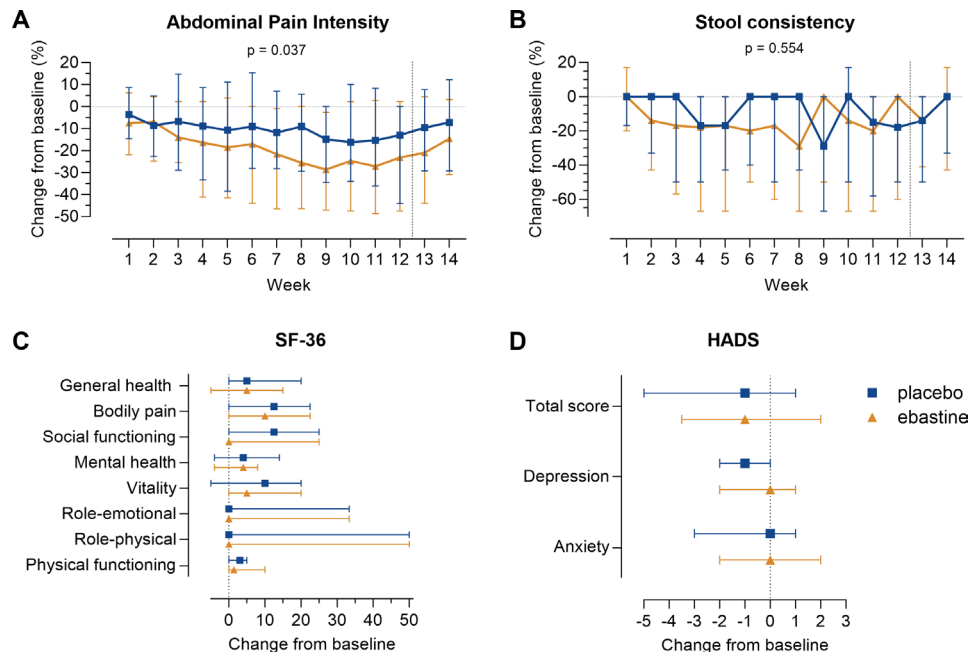 A
Abdominal Pain Intensity
p = 0.037
Change from baseline (%)
20
10
0
-10
-20
-30
-40
-50
1 2 3 4 5 6 7 8 9 10 11 12 13 14
Week
B
Stool consistency
p = 0.554
Change from baseline (%)
20
0
-20
-40
-60
1 2 3 4 5 6 7 8 9 10 11 12 13 14
Week
C
SF-36
General health
Bodily pain
Social functioning
Mental health
Vitality
Role-emotional
Role-physical
Physical functioning
0 10 20 30 40 50
Change from baseline
D
HADS
Total score
Depression
Anxiety
-5 -4 -3 -2 -1 0 1 2 3
Change from baseline
placebo
ebastine